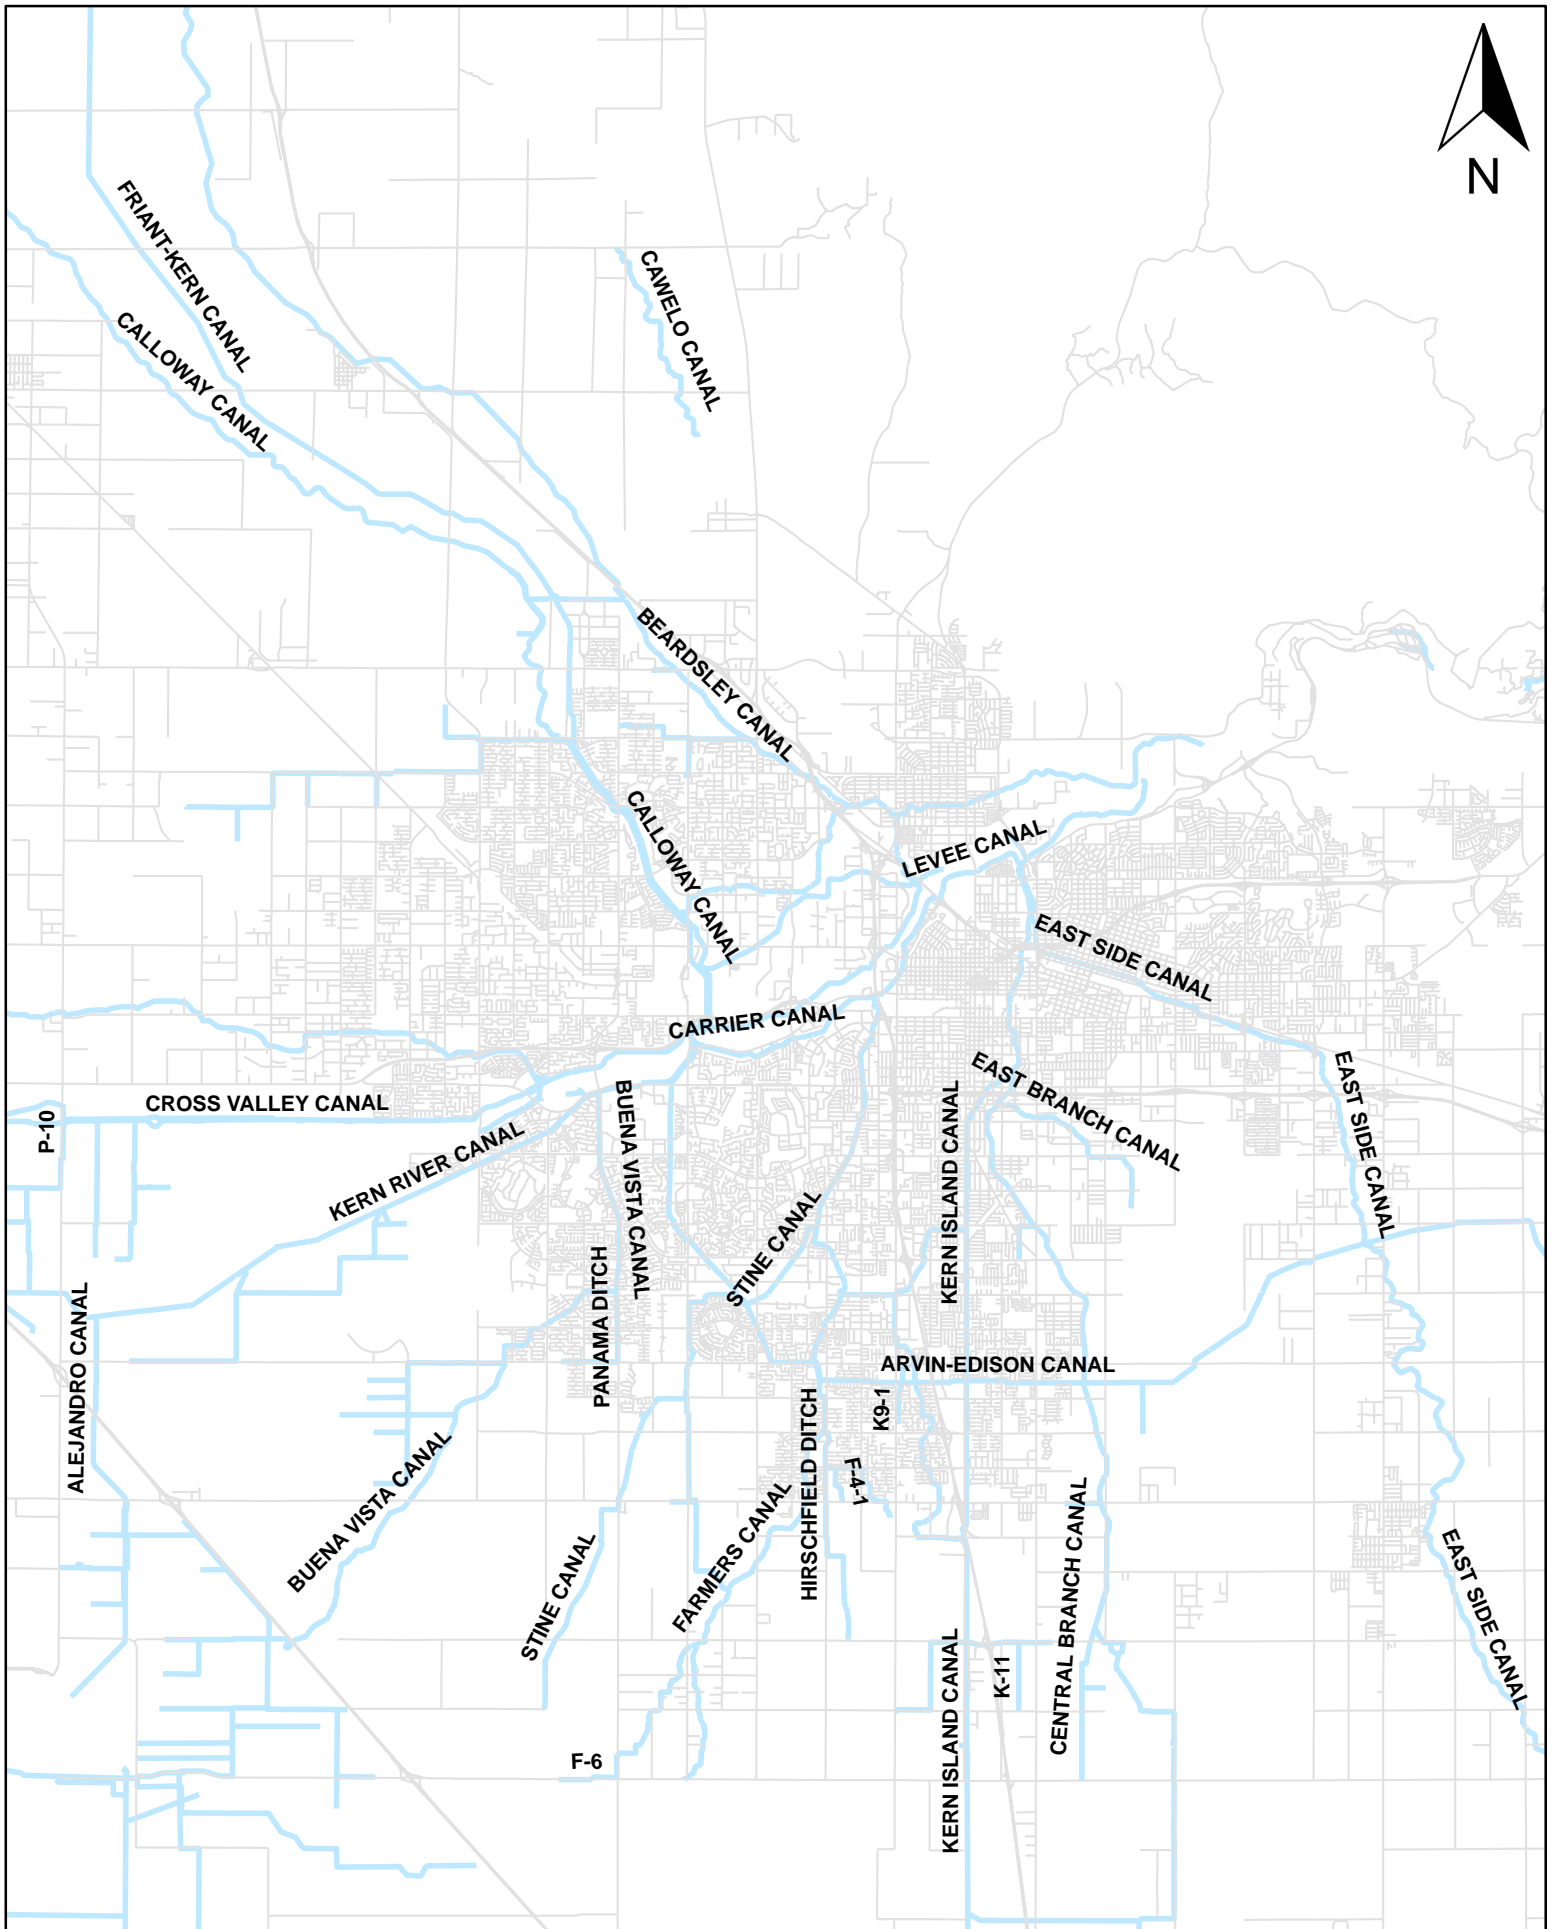 N
FRIANT-KERN CANAL
CAWELO CANAL
CALLOWAY CANAL
BEARDSLEY CANAL
CALLOWAY CANAL
LEVEE CANAL
EAST SIDE CANAL
CARRIER CANAL
EAST BRANCH CANAL
EAST SIDE CANAL
CROSS VALLEY CANAL
P-10
KERN RIVER CANAL
BUENA VISTA CANAL
KERN ISLAND CANAL
STINE CANAL
PANAMA DITCH
ALEJANDRO CANAL
ARVIN-EDISON CANAL
HIRSCHFIELD DITCH
K9-1
F-4-1
BUENA VISTA CANAL
STINE CANAL
FARMERS CANAL
CENTRAL BRANCH CANAL
EAST SIDE CANAL
KERN ISLAND CANAL
K-11
F-6